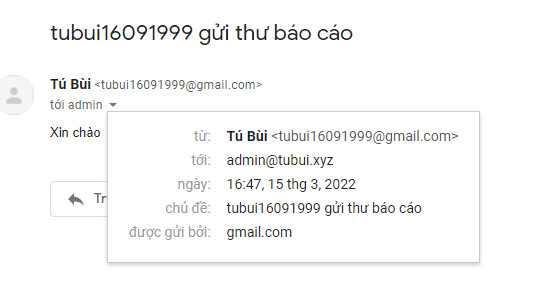 tubui16091999 gửi thư báo cáo
Tú Bùi <tubui16091999@gmail.com>
tới admin
Xin chào
từ: Tú Bùi <tubui16091999@gmail.com>
tới: admin@tubui.xyz
ngày: 16:47, 15 thg 3, 2022
chủ đề: tubui16091999 gửi thư báo cáo
được gửi bởi: gmail.com